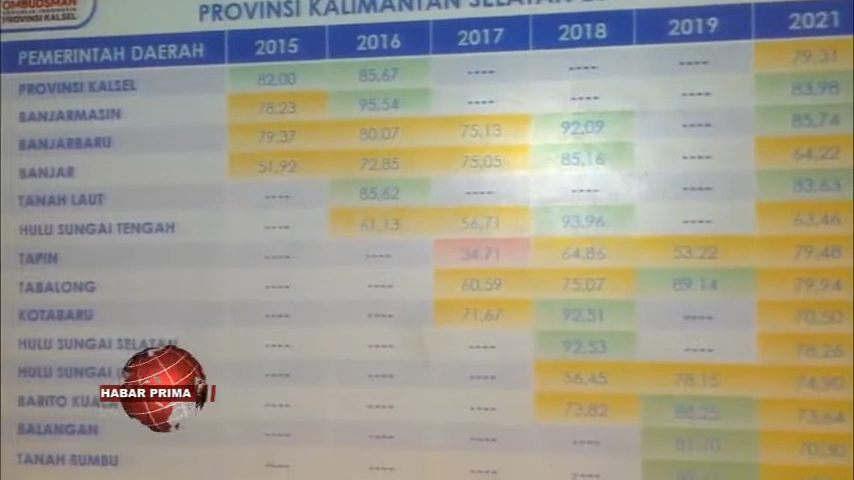 OMBUDSMAN
PROVINSI KALSEL
PROVINSI KALIMANTAN SELATAN
PEMERINTAH DAERAH 2015 2016 2017 2018 2019 2021
PROVINSI KALSEL 82,00 85,67 ---- ---- ---- 79,31
BANJARMASIN 78,23 95,54 ---- ---- ---- 83,98
BANJARBARU 79,37 80,07 75,13 92,09 ---- 85,74
BANJAR 51,92 72,85 75,05 85,16 ---- 64,22
TANAH LAUT ---- 85,62 ---- ---- ---- 83,63
HULU SUNGAI TENGAH ---- 61,13 56,71 93,96 ---- 63,46
TAPIN ---- ---- 34,71 64,86 53,22 79,48
TABALONG ---- ---- 60,59 75,07 89,14 79,94
KOTABARU ---- ---- 71,67 92,51 ---- 70,50
HULU SUNGAI SELATAN ---- ---- ---- 92,53 ---- 78,26
HULU SUNGAI ---- ---- ---- 56,45 78,15 74,90
BARITO KUALA ---- ---- ---- 73,82 88,25 73,64
BALANGAN ---- ---- ---- ---- 81,70 70,30
TANAH BUMBU ---- ---- ---- ----
HABAR PRIMA